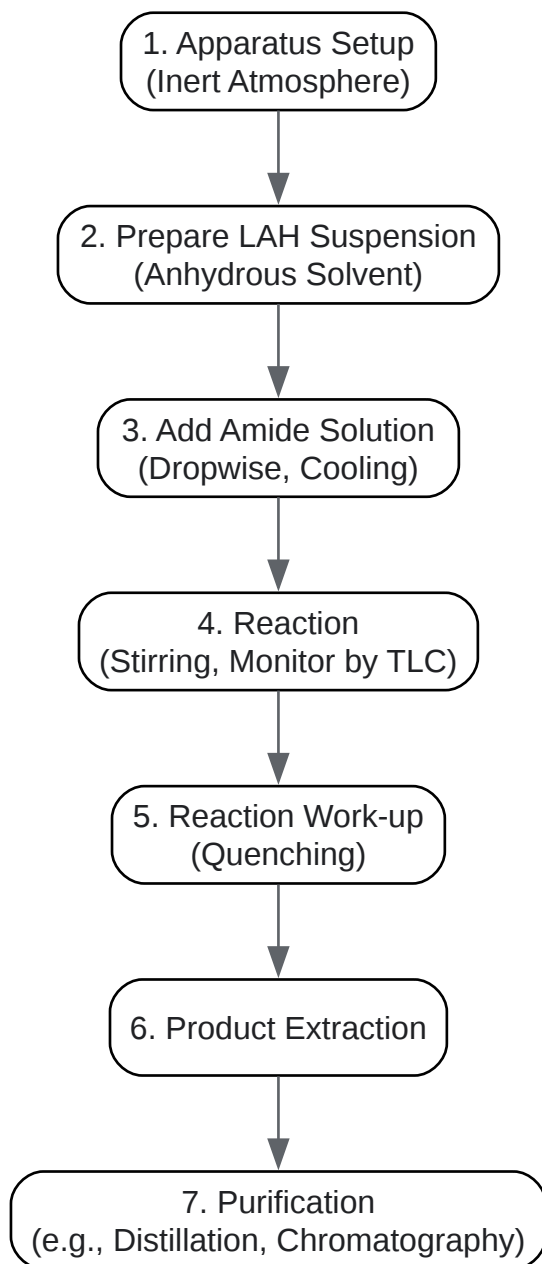 1. Apparatus Setup
(Inert Atmosphere)
2. Prepare LAH Suspension
(Anhydrous Solvent)
3. Add Amide Solution
(Dropwise, Cooling)
4. Reaction
(Stirring, Monitor by TLC)
5. Reaction Work-up
(Quenching)
6. Product Extraction
7. Purification
(e.g., Distillation, Chromatography)